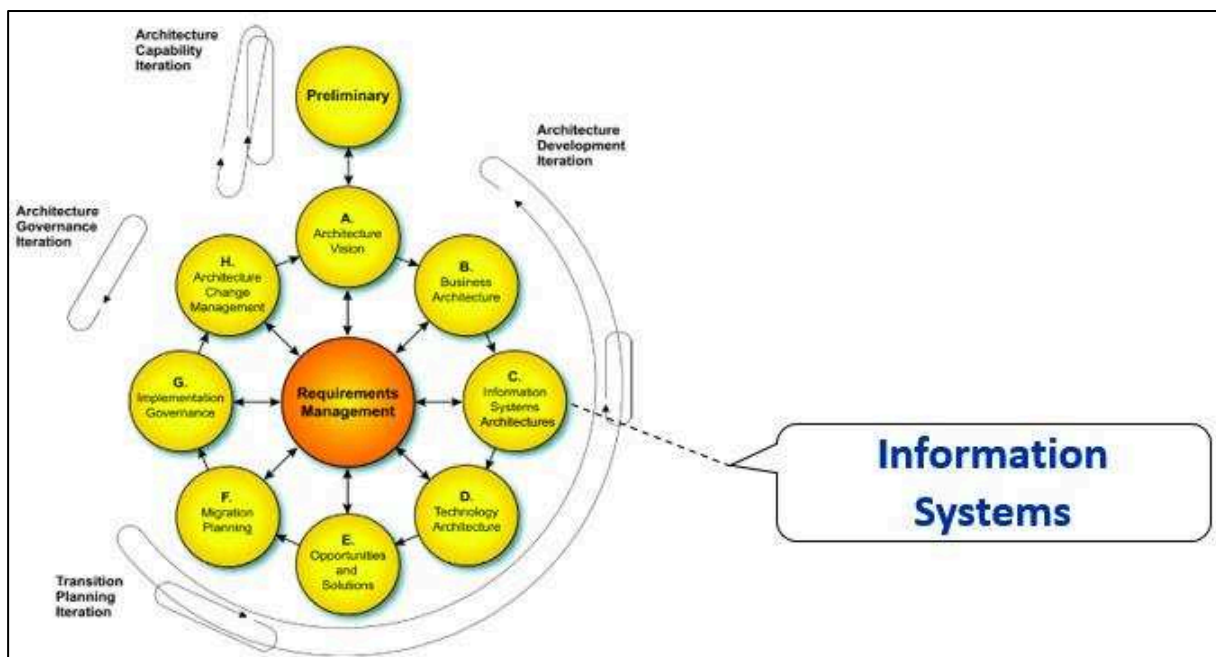 Architecture
Capability
Iteration
Preliminary
Architecture
Development
Iteration
Architecture
Governance
Iteration
A.
Architecture
Vision
H.
Architecture
Change
Management
B.
Business
Architecture
G.
Implementation
Governance
Requirements
Management
C.
Information
Systems
Architectures
Information
Systems
F.
Migration
Planning
D.
Technology
Architecture
E.
Opportunities
and
Solutions
Transition
Planning
Iteration